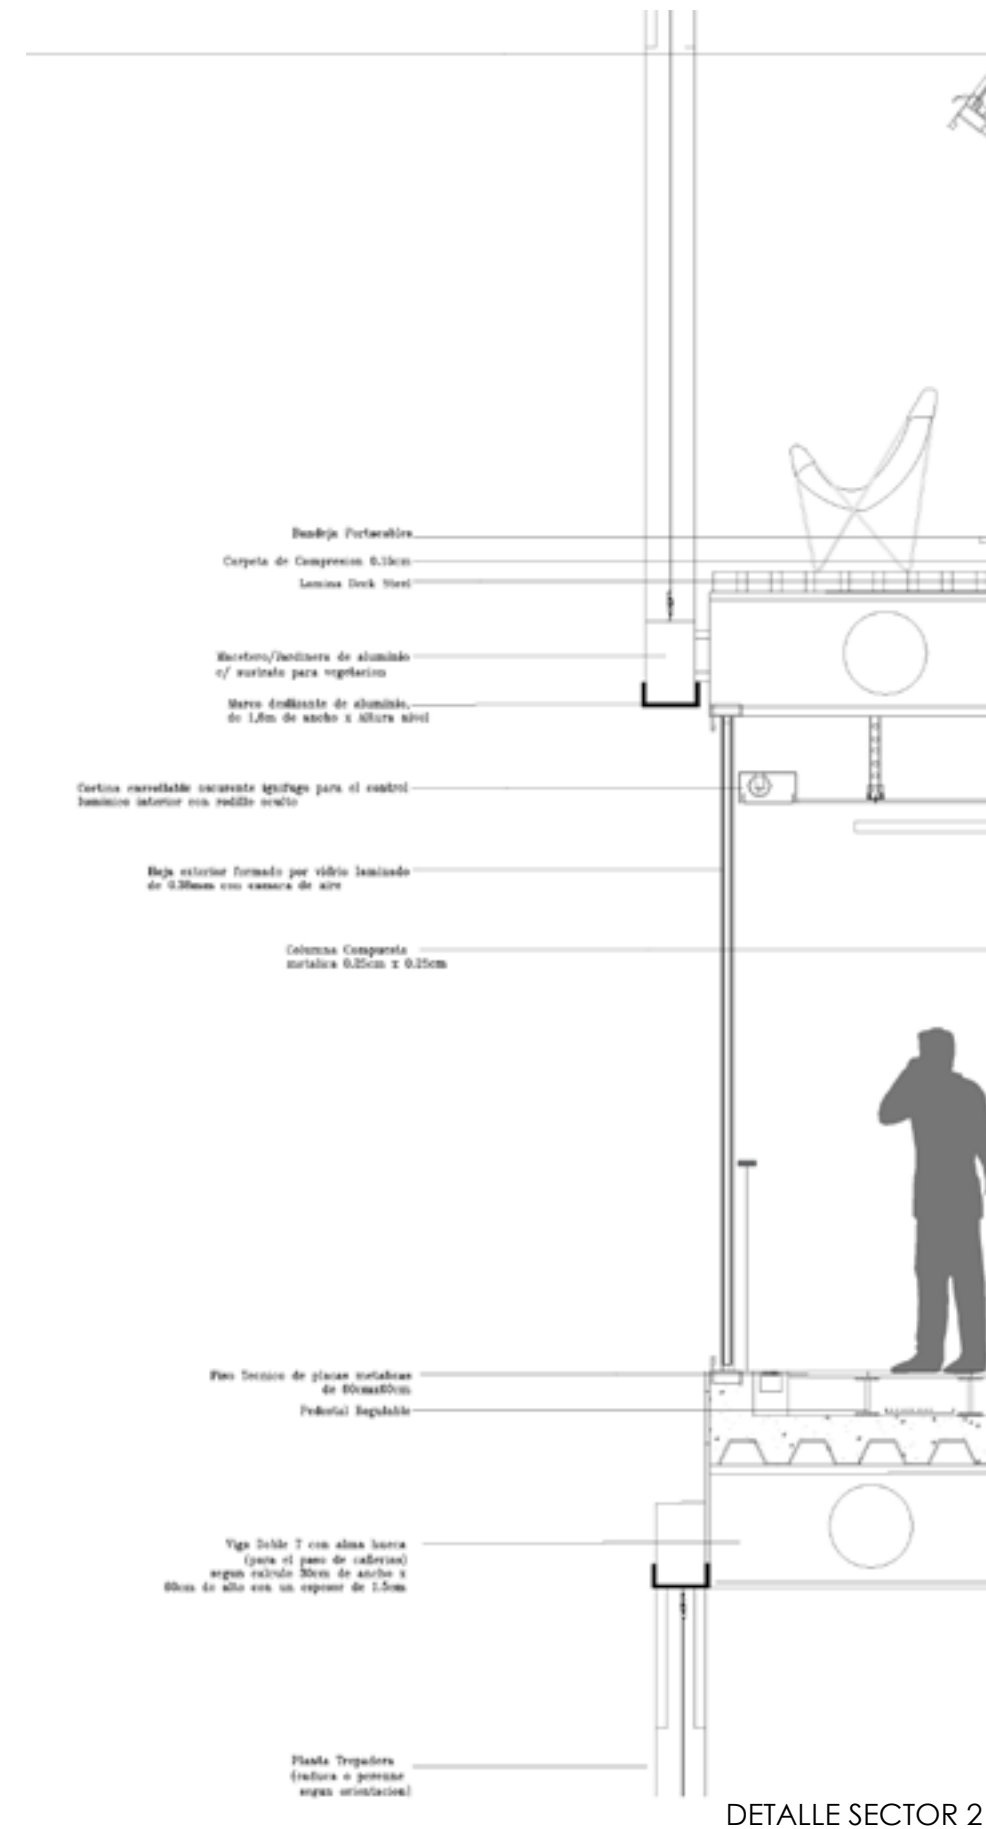 Bandeja Portacables
Carpeta de Compresion 0.15cm
Lamina Deck Steel
Macetero/Jardinera de aluminio
c/ sustrato para vegetacion
Marco deslizante de aluminio,
de 1,6m de ancho x Altura nivel
Cortina enrollable ignifugo para el control
lumínico interior con rodillo oculto
Hoja exterior formado por vidrio laminado
de 0.38mm con camara de aire
Columna Compuesta
metalica 0.25cm x 0.25cm
Piso Tecnico de placas metalicas
de 60cmx60cm
Pedestal Regulable
Viga Doble T con alma hueca
(para el paso de cañerias)
segun calculo 30cm de ancho x
60cm de alto con un espesor de 1.5cm
Planta Trepadora
(caduca o perenne
segun orientacion)
DETALLE SECTOR 2